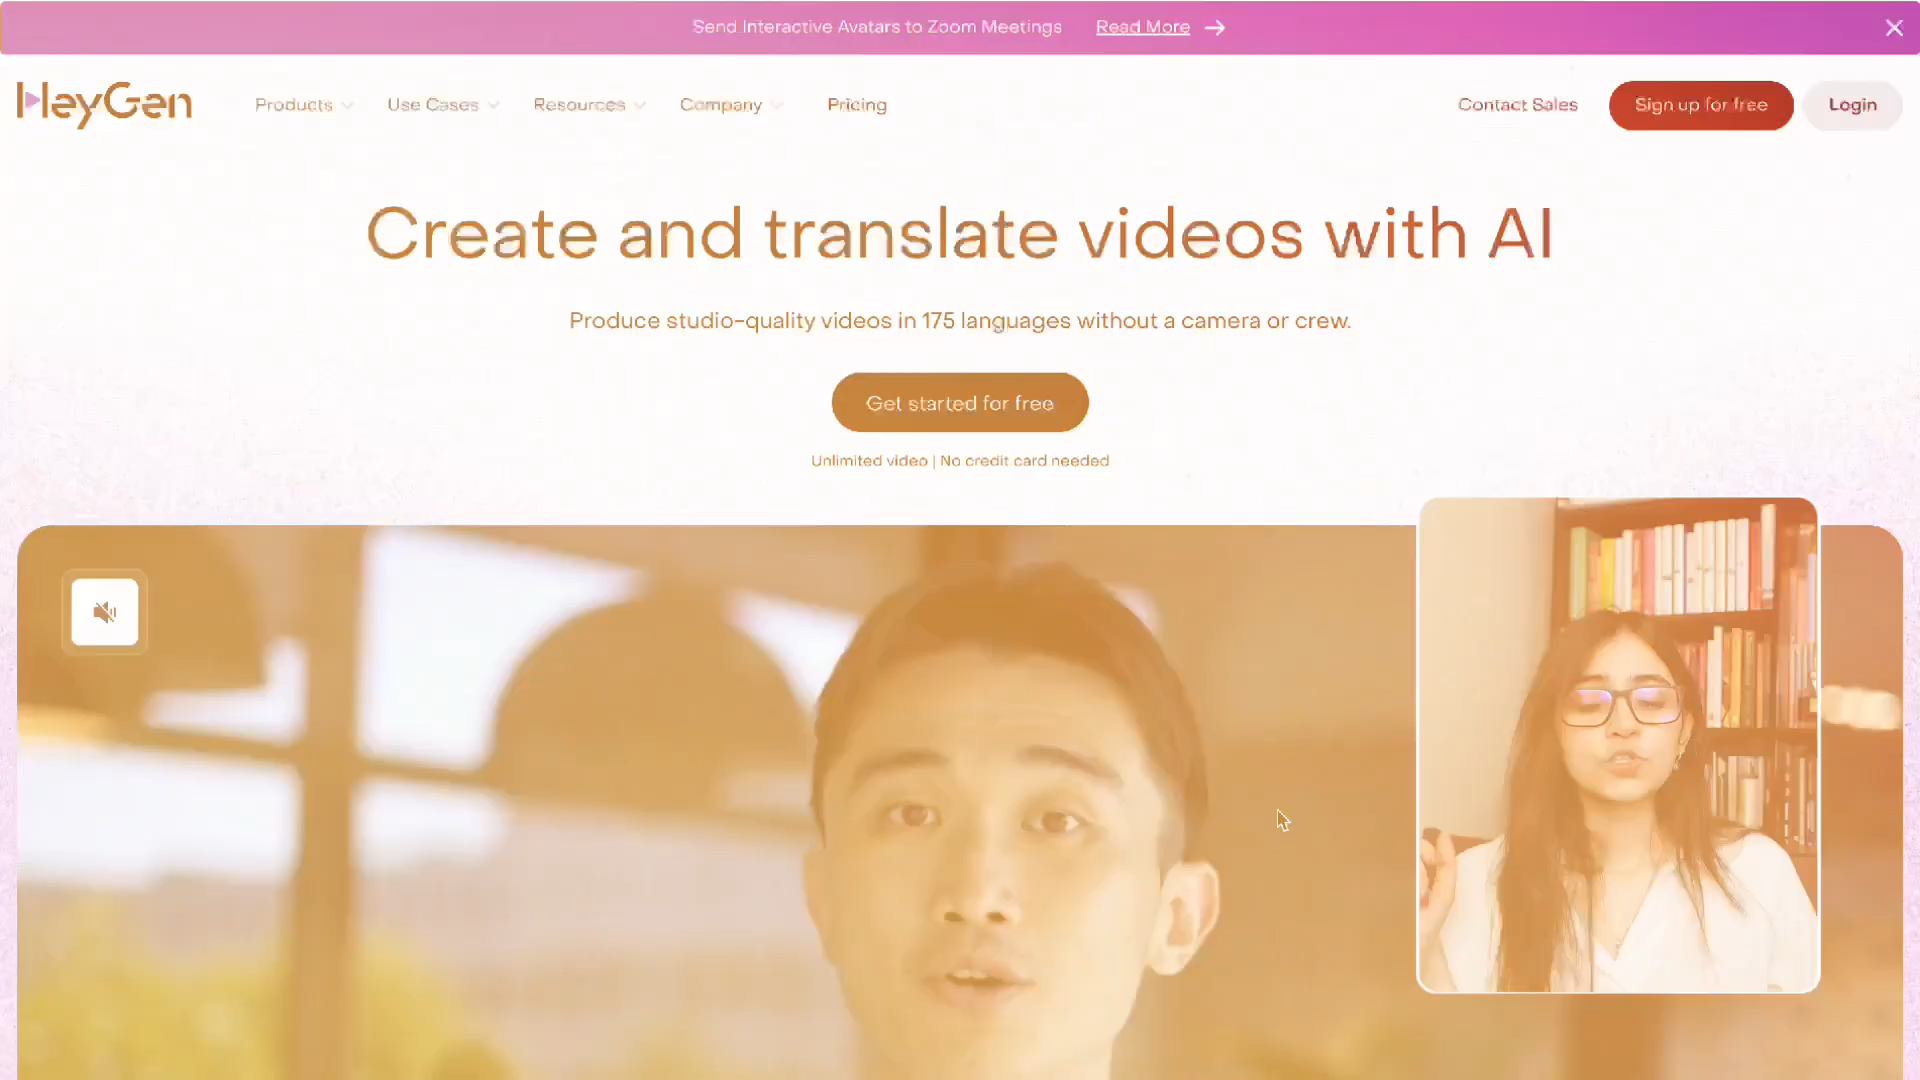 Send Interactive Avatars to Zoom Meetings Read More
HeyGen Products Use Cases Resources Company Pricing Contact Sales Sign up for free Login
Create and translate videos with AI
Produce studio-quality videos in 175 languages without a camera or crew.
Get started for free
Unlimited video | No credit card needed